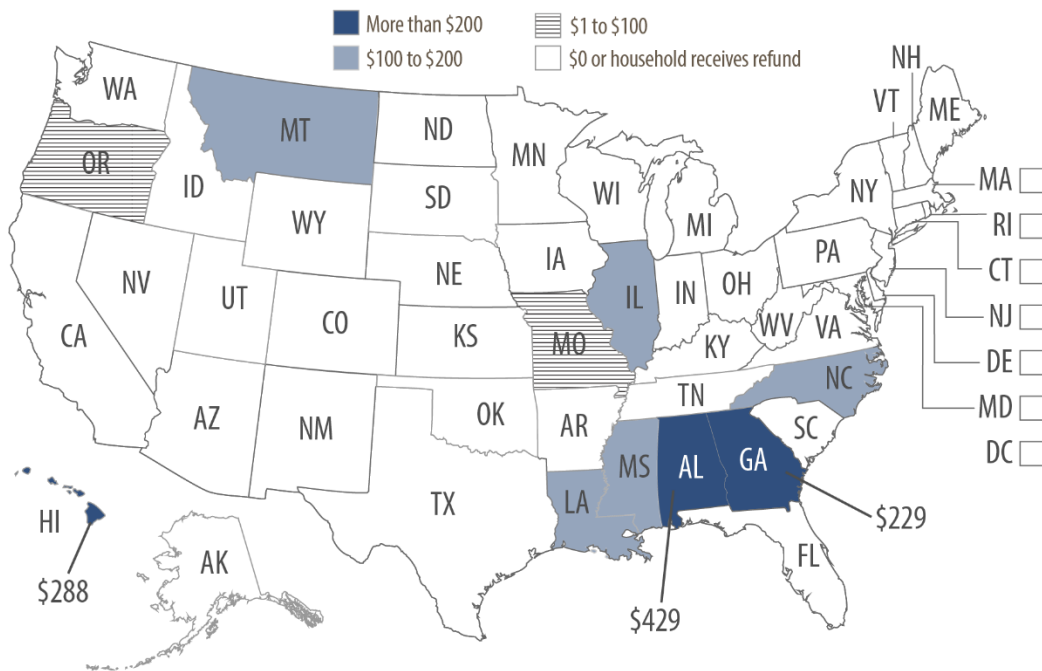 More than $200
$1 to $100
$100 to $200
$0 or household receives refund
NH
WA
VT
ME
MT
ND
MN
OR
MA
ID
WI
NY
SD
MI
RI
WY
IA
PA
CT
NE
OH
NV
IL
IN
NJ
UT
CO
WV
VA
CA
KS
MO
KY
DE
NC
TN
MD
OK
AZ
NM
AR
SC
DC
MS
AL
GA
LA
TX
HI
$229
AK
FL
$288
$429